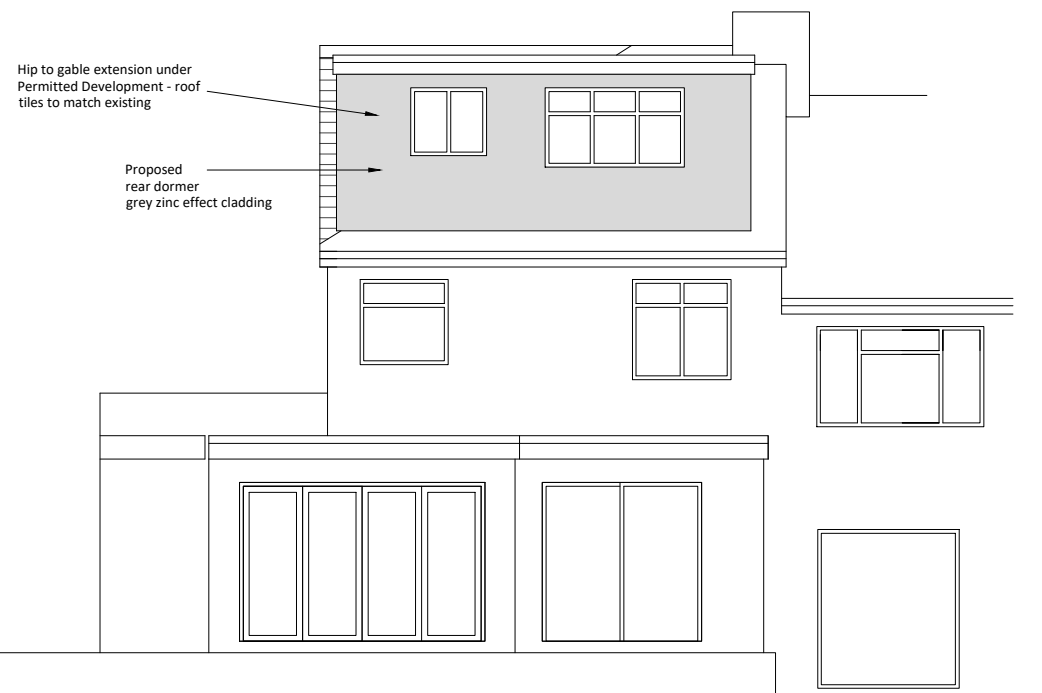 Hip to gable extension under
Permitted Development - roof
tiles to match existing
Proposed
rear dormer
grey zinc effect cladding